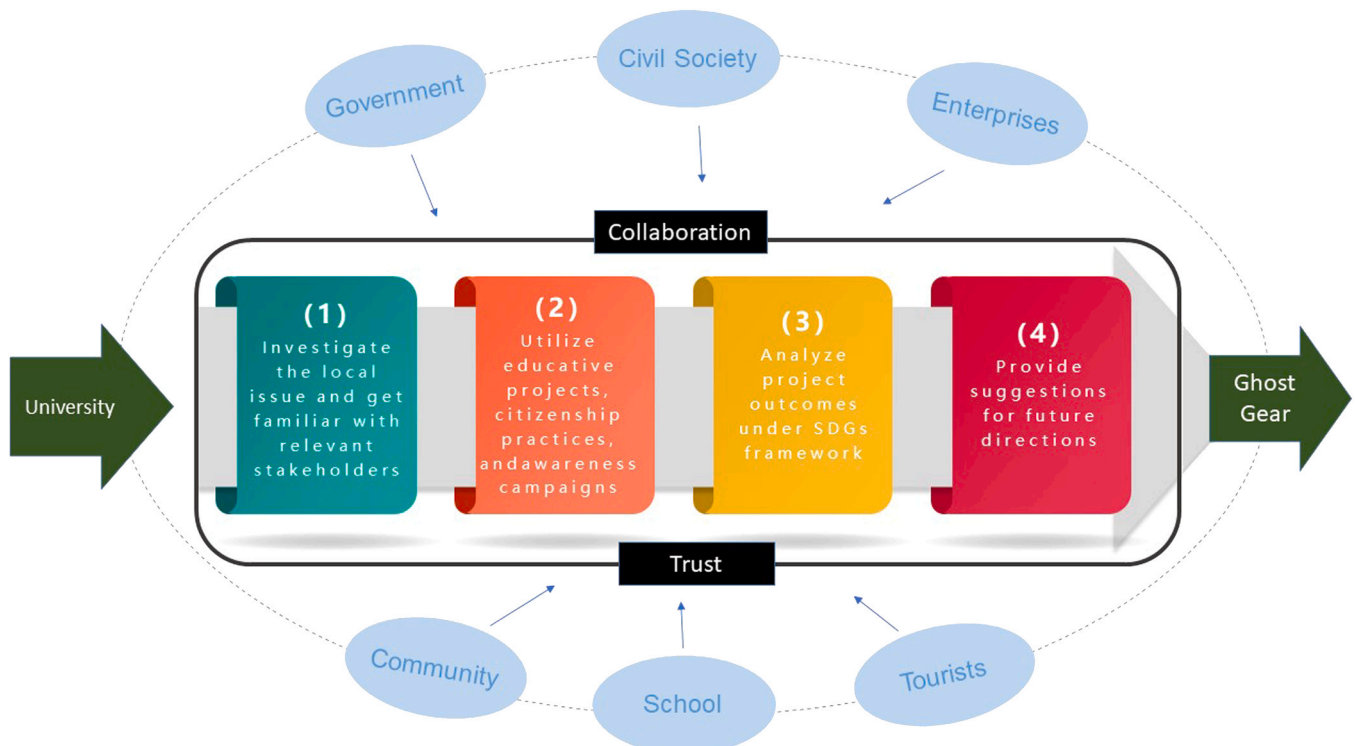 Civil Society
Government
Enterprises
Collaboration
University
(1)
Investigate
the local
issue and get
familiar with
relevant
stakeholders
(2)
Utilize
educative
projects,
citizenship
practices,
andawareness
campaigns
(3)
Analyze
project
outcomes
under SDGs
framework
(4)
Provide
suggestions
for future
directions
Ghost
Gear
Trust
Community
School
Tourists